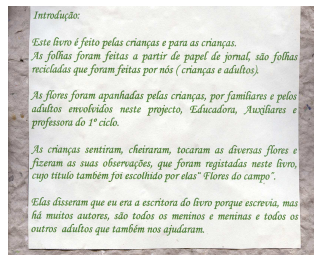 Introdução:
Este livro é feito pelas crianças e para as crianças.
As folhas foram feitas a partir de papel de jornal, são folhas
recicladas que foram feitas por nós ( crianças e adultos).
As flores foram apanhadas pelas crianças, por familiares e pelos
adultos envolvidos neste projecto, Educadora, Auxiliares e
professora do 1º ciclo.
As crianças sentiram, cheiraram, tocaram as diversas flores e
fizeram as suas observações, que foram registadas neste livro,
cujo título também foi escolhido por elas“ Flores do campo”.
Elas disseram que eu era a escritora do livro porque escrevia, mas
há muitos autores, são todos os meninos e meninas e todos os
outros adultos que também nos ajudaram.